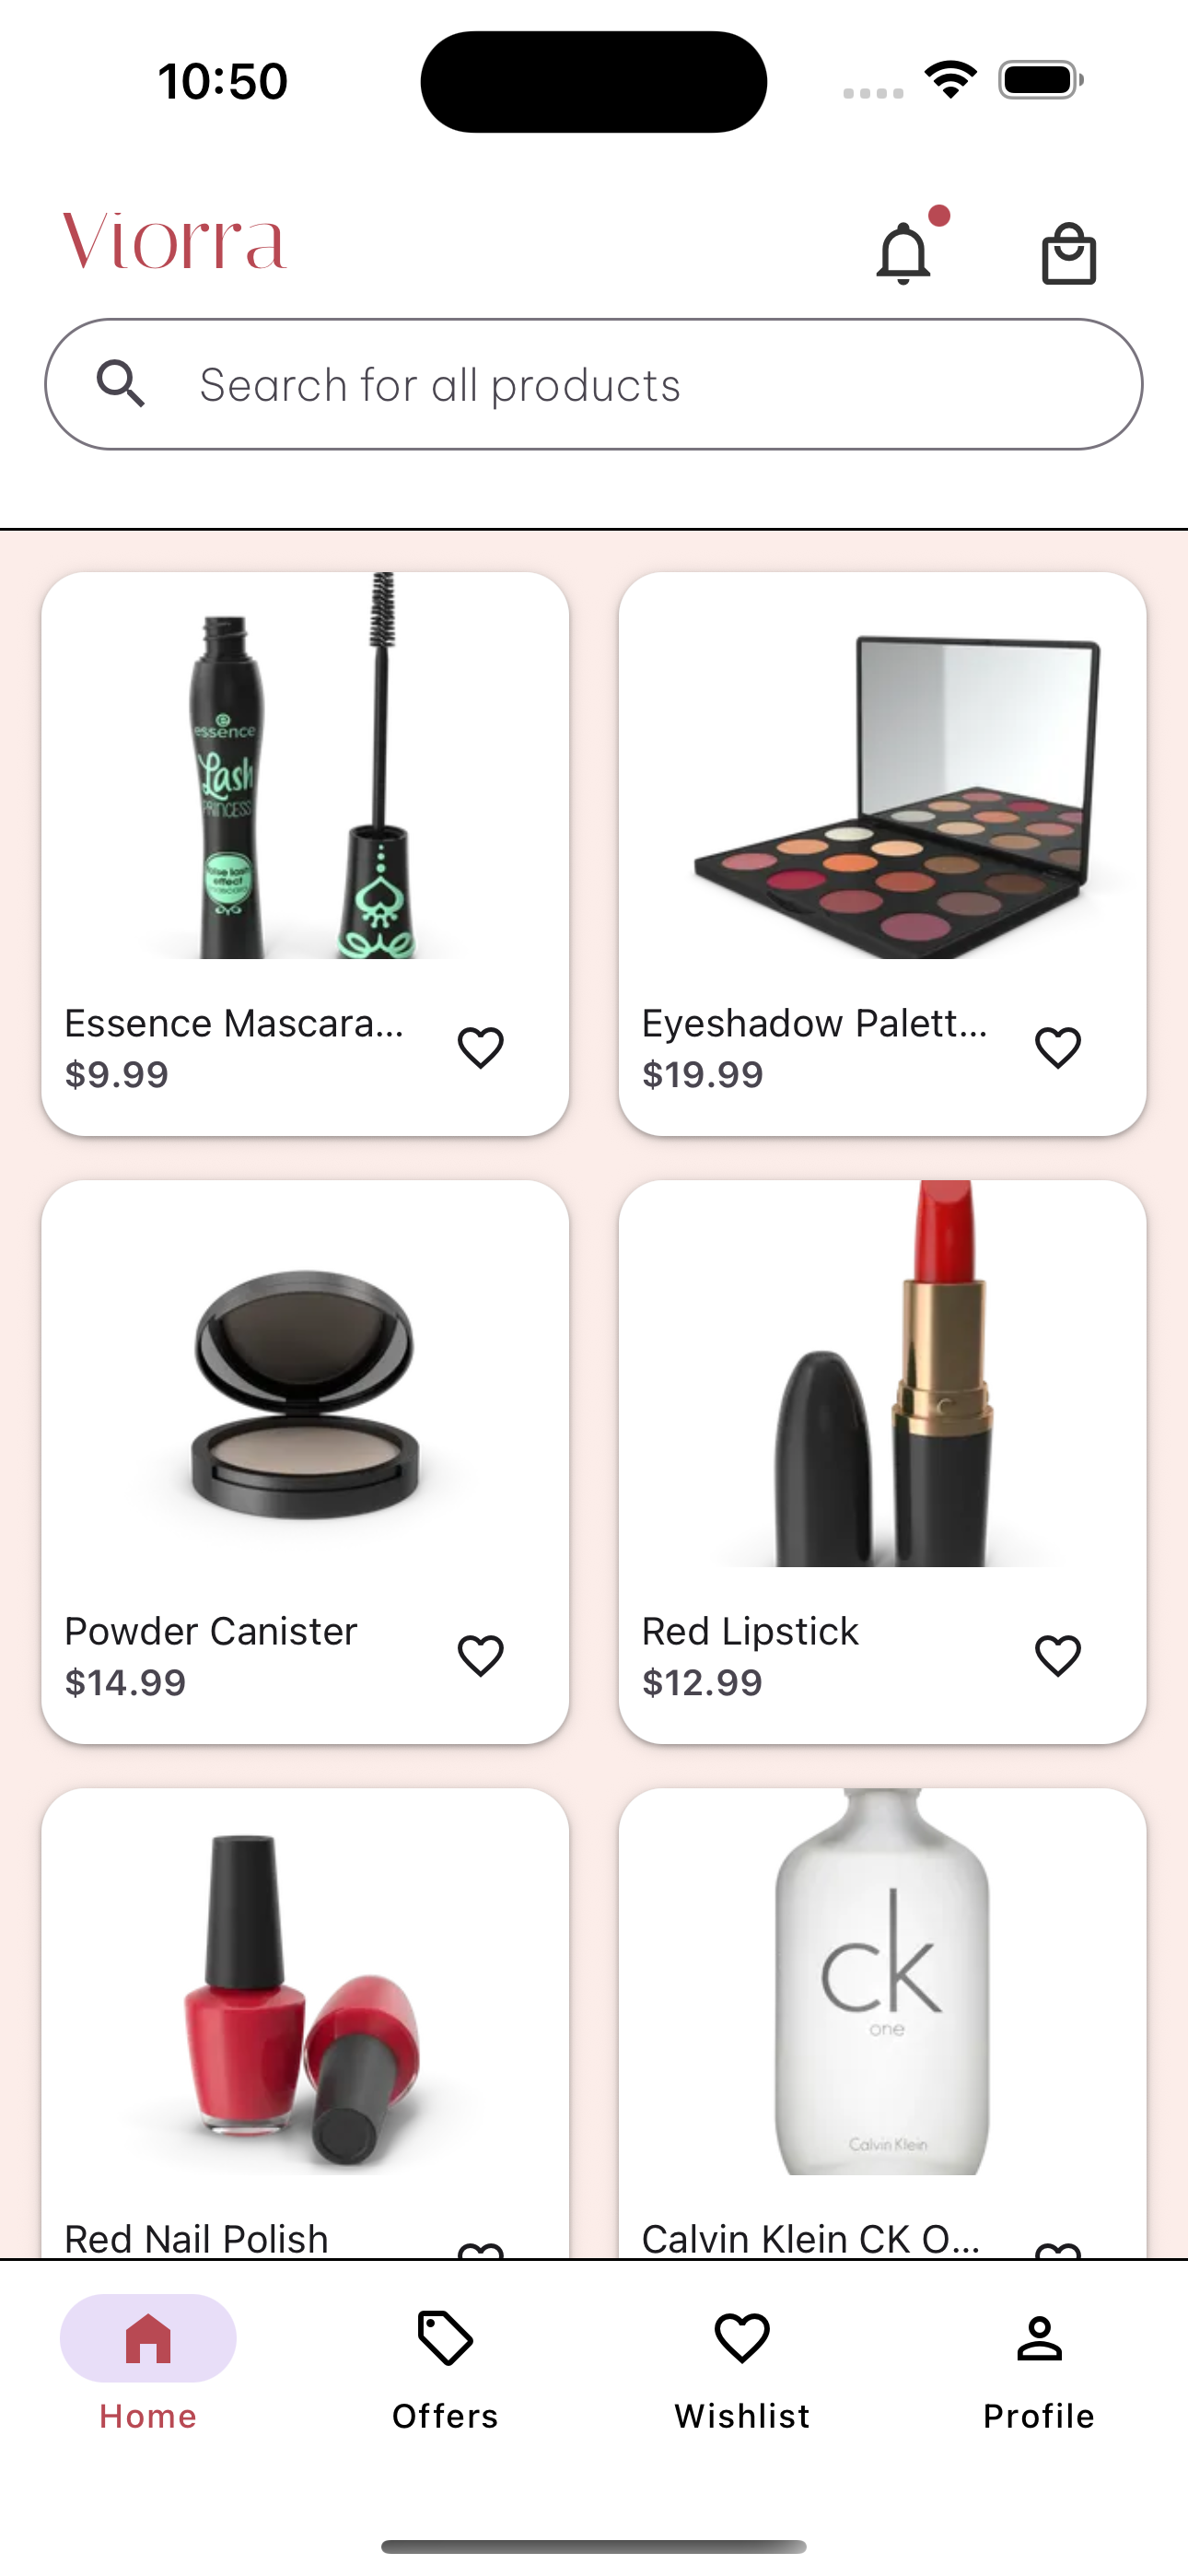 10:50
Viorra
Search for all products
essence
Lash
PRINCESS
false lash
effect
mascara
Essence Mascara...
$9.99
Eyeshadow Palett...
$19.99
Powder Canister
$14.99
Red Lipstick
$12.99
ck
one
Calvin Klein
Red Nail Polish
Calvin Klein CK O...
Home
Offers
Wishlist
Profile